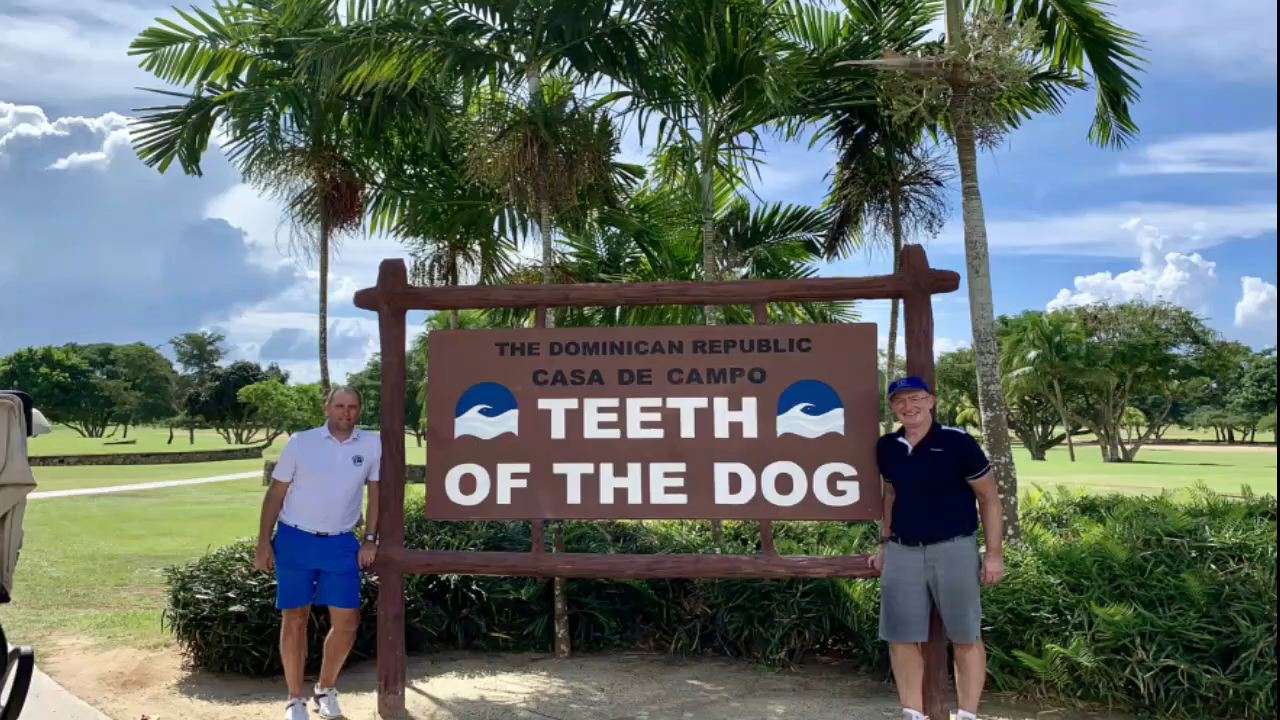 THE DOMINICAN REPUBLIC
CASA DE CAMPO
TEETH
OF THE DOG